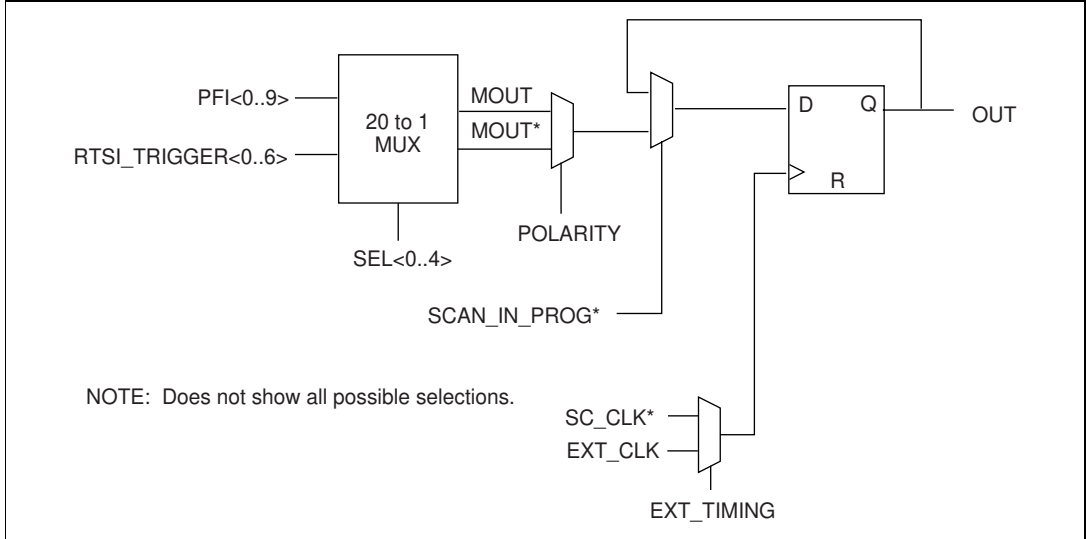 PFI<0..9>
RTSI_TRIGGER<0..6>
20 to 1
MUX
SEL<0..4>
MOUT
MOUT*
POLARITY
SCAN_IN_PROG*
D
Q
R
OUT
NOTE: Does not show all possible selections.
SC_CLK*
EXT_CLK
EXT_TIMING